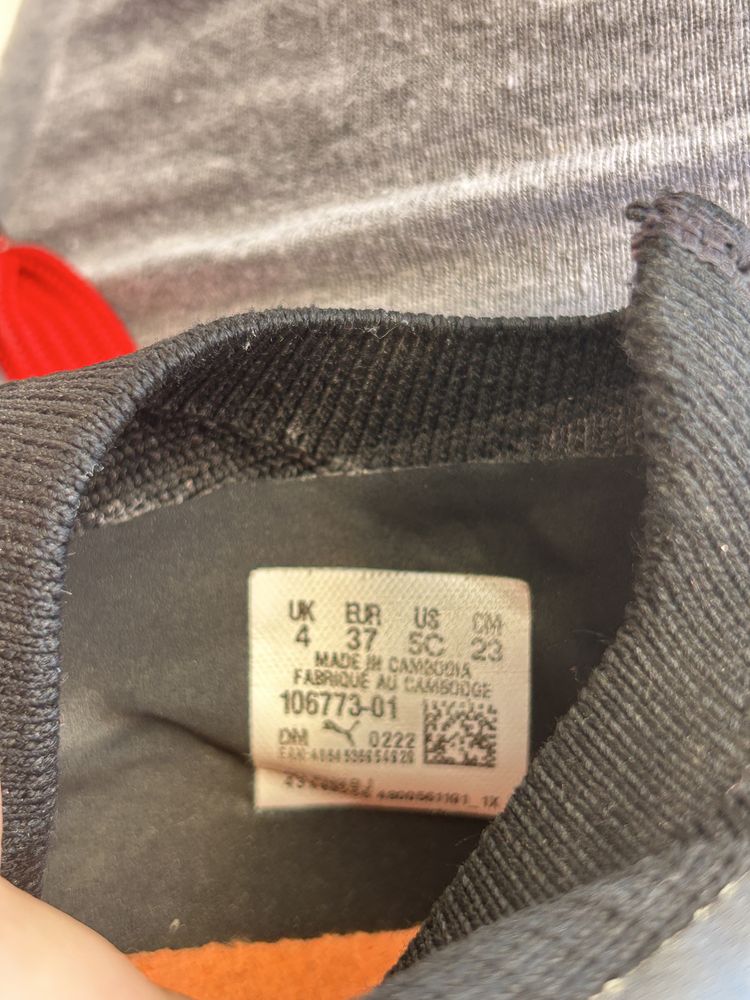 UK EUR US CM
4 37 5C 23
MADE IN CAMBODIA
FABRIQUE AU CAMBODGE
106773-01
DM 0222